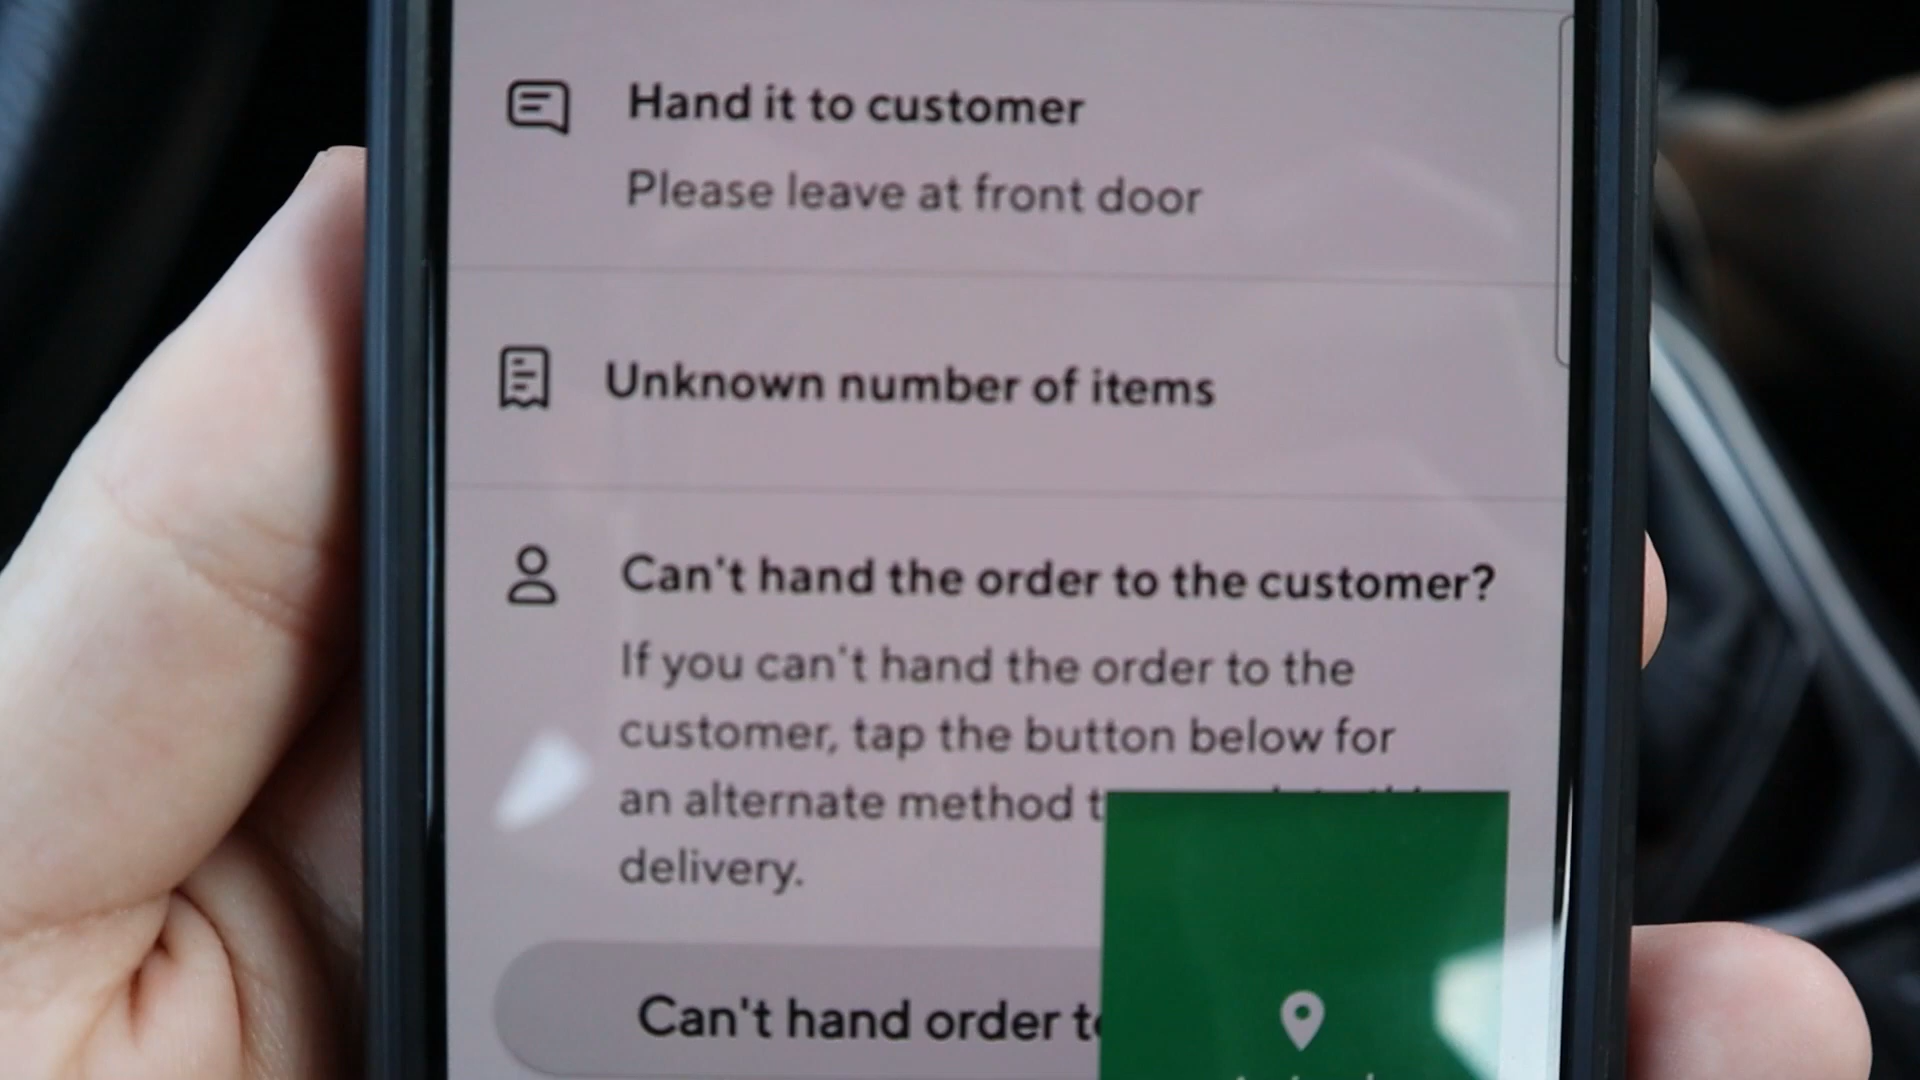 Hand it to customer
Please leave at front door
Unknown number of items
Can't hand the order to the customer?
If you can't hand the order to the
customer, tap the button below for
an alternate method
delivery.
Can't hand order